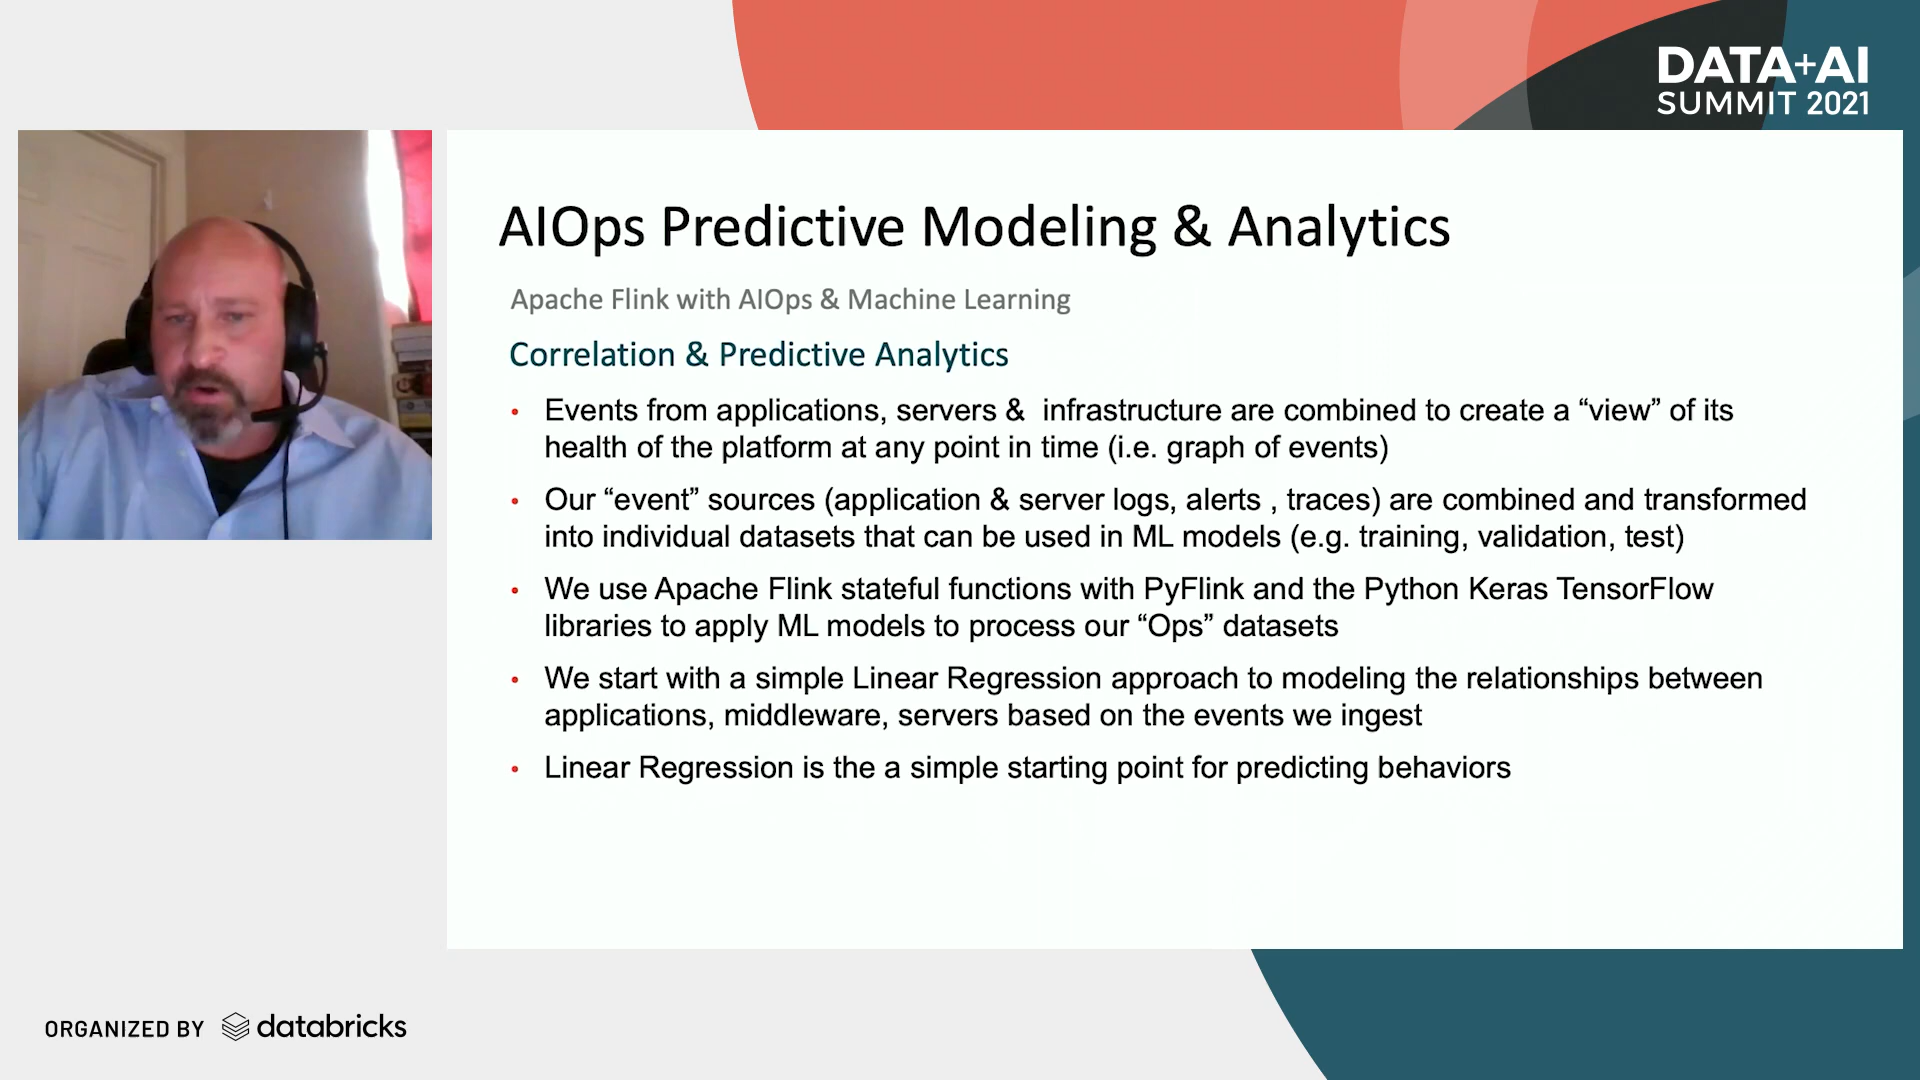 DATA+AI
SUMMIT 2021
AIOps Predictive Modeling & Analytics
Apache Flink with AIOps & Machine Learning
Correlation & Predictive Analytics
• Events from applications, servers &  infrastructure are combined to create a “view” of its
health of the platform at any point in time (i.e. graph of events)
• Our “event” sources (application & server logs, alerts , traces) are combined and transformed
into individual datasets that can be used in ML models (e.g. training, validation, test)
• We use Apache Flink stateful functions with PyFlink and the Python Keras TensorFlow
libraries to apply ML models to process our “Ops” datasets
• We start with a simple Linear Regression approach to modeling the relationships between
applications, middleware, servers based on the events we ingest
• Linear Regression is the a simple starting point for predicting behaviors
ORGANIZED BY databricks